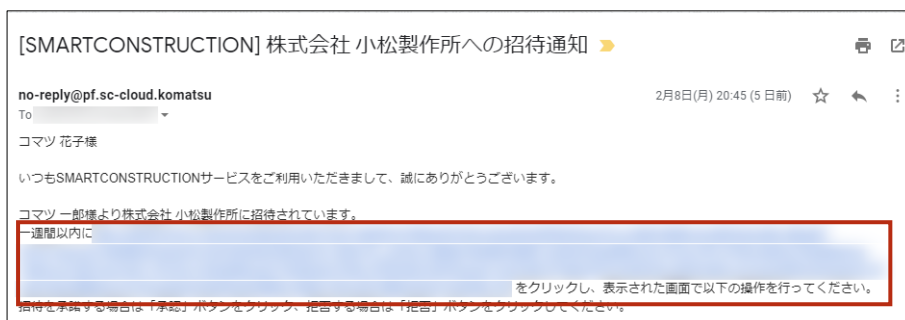 [SMARTCONSTRUCTION] 株式会社 小松製作所への招待通知
no-reply@pf.sc-cloud.komatsu
2月8日(月) 20:45 (5 日前)
To
コマツ 花子様
いつもSMARTCONSTRUCTIONサービスをご利用いただきまして、誠にありがとうございます。
コマツ 一郎様より株式会社 小松製作所に招待されています。
一週間以内に
をクリックし、表示された画面で以下の操作を行ってください。
招待を承諾する場合は「承認」ボタンをクリック、拒否する場合は「拒否」ボタンをクリックしてください。